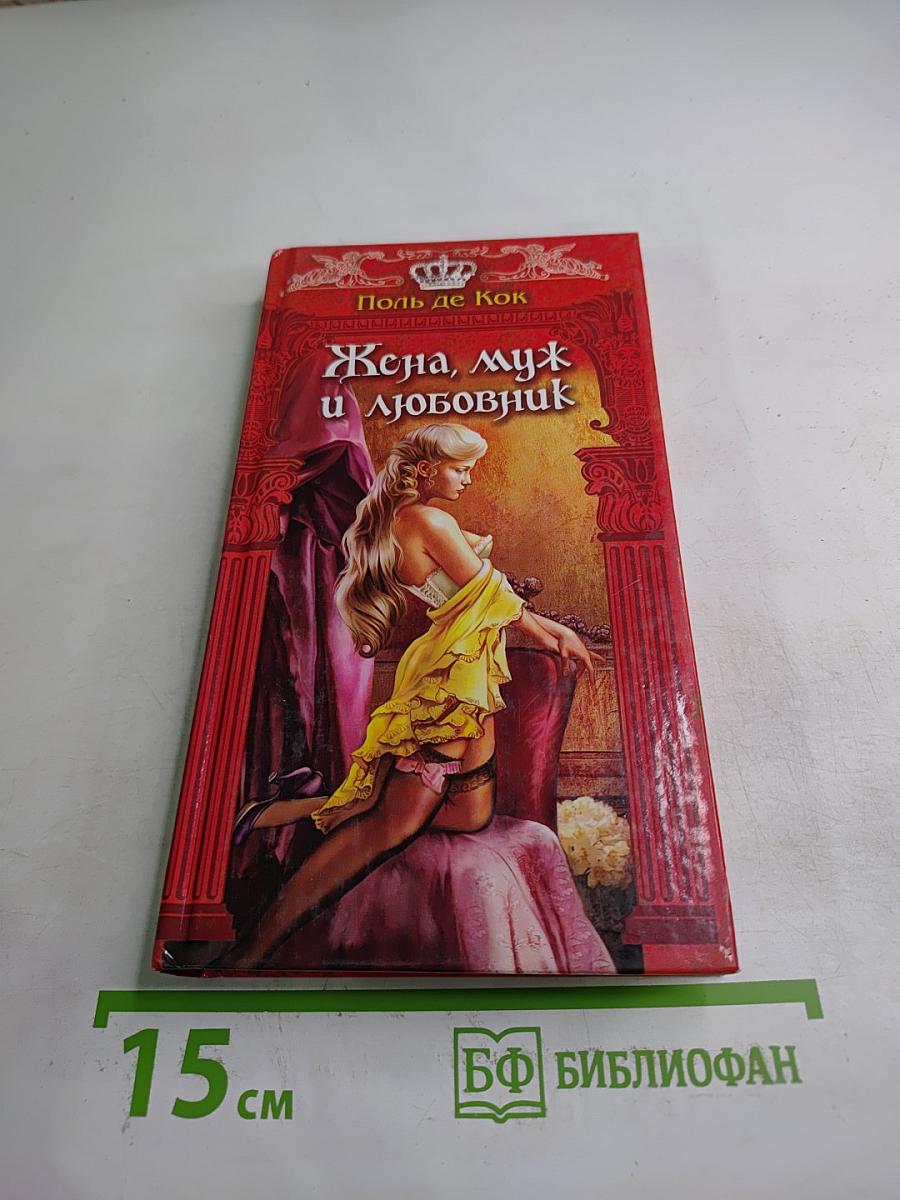 Поль де Кок
Жена, муж
и любовник
15 см
БФ БИБЛИОФАН